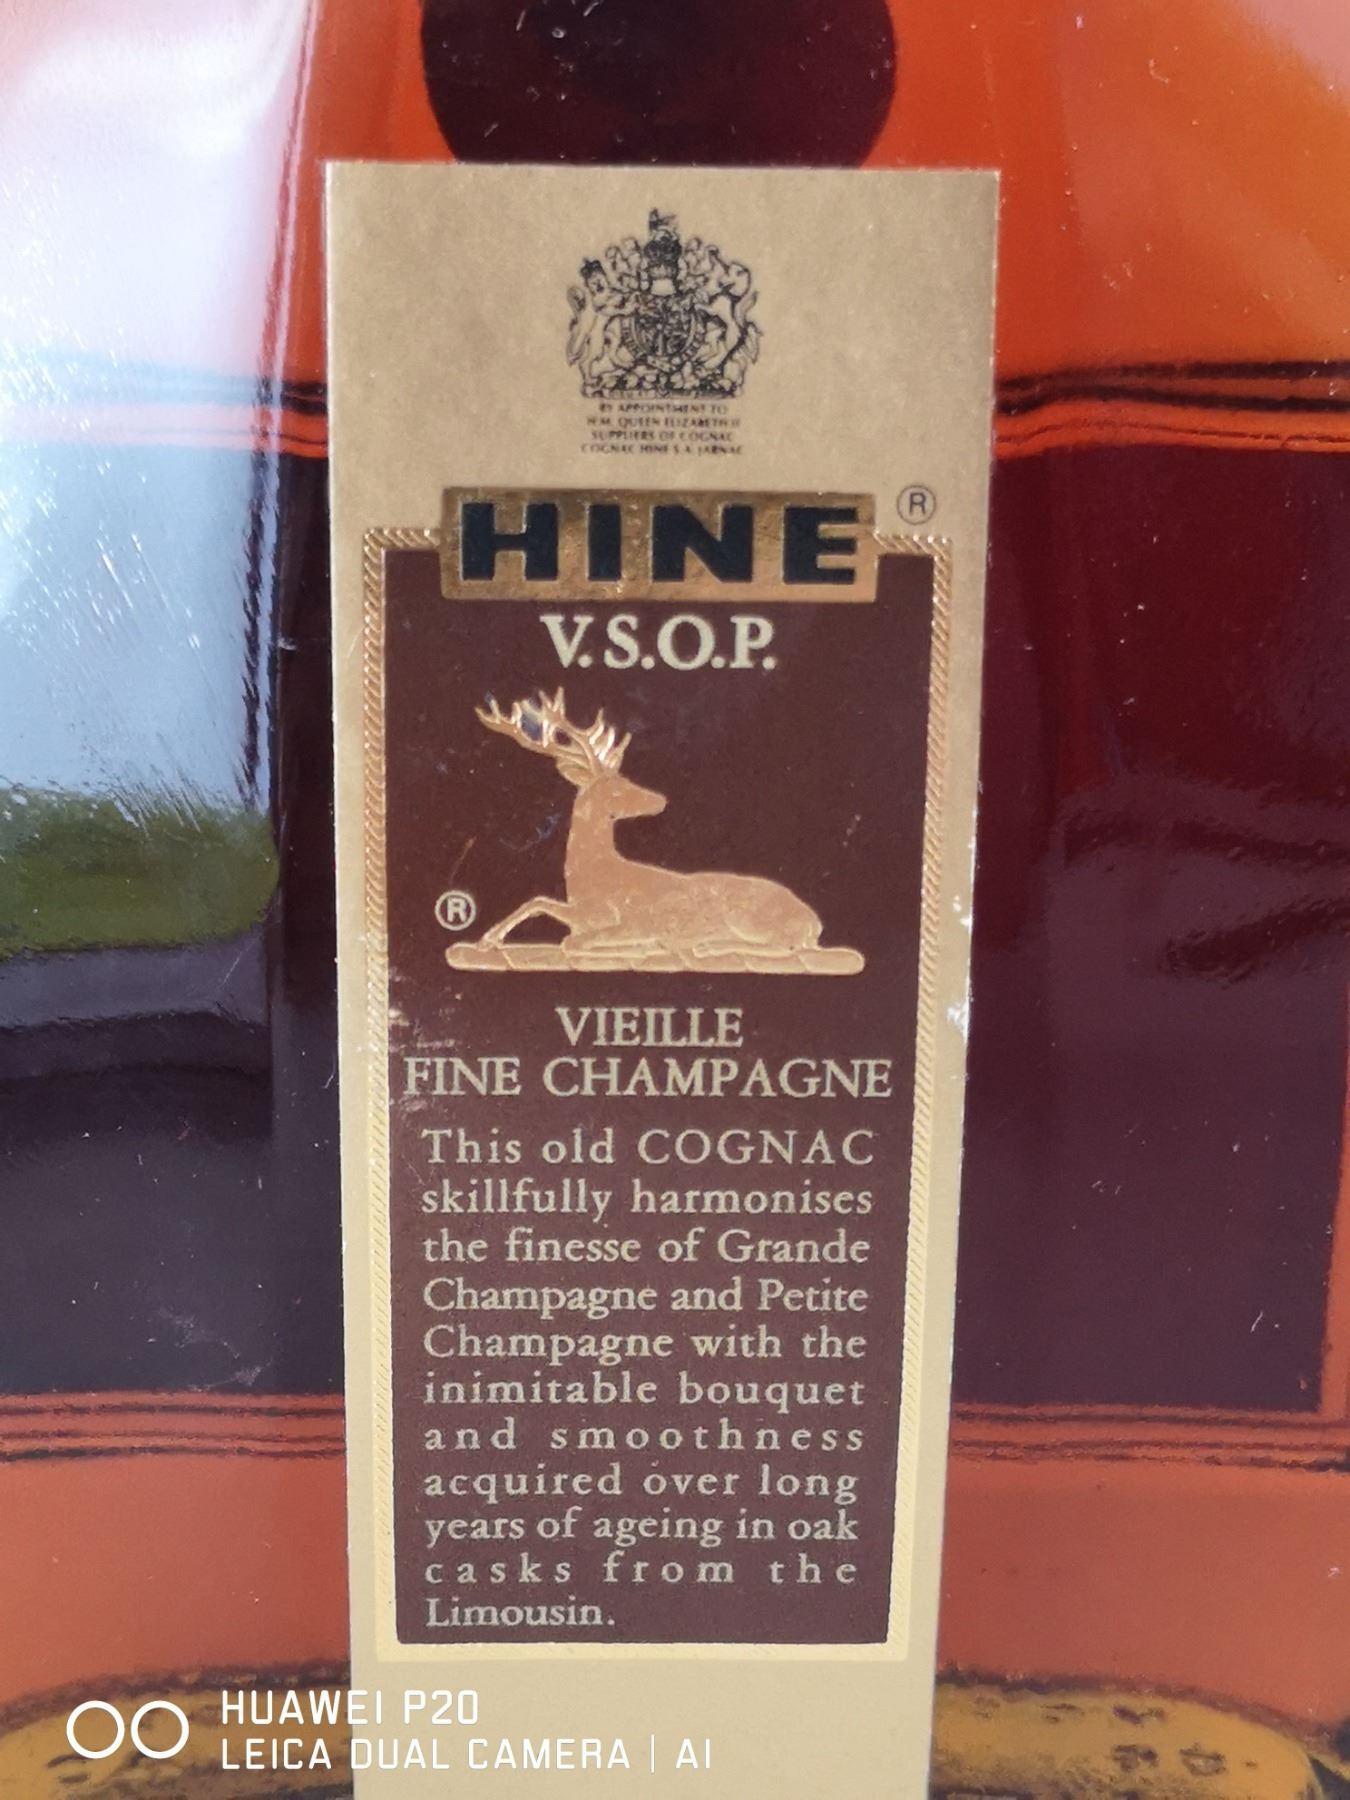 BY APPOINTMENT TO
H.M. QUEEN ELIZABETH II
SUPPLIERS OF COGNAC
COGNAC HINE S.A. JARNAC
HINE ®
V.S.O.P.
®
VIEILLE
FINE CHAMPAGNE
This old COGNAC
skillfully harmonises
the finesse of Grande
Champagne and Petite
Champagne with the
inimitable bouquet
and smoothness
acquired over long
years of ageing in oak
casks from the
Limousin.
HUAWEI P20
LEICA DUAL CAMERA | AI